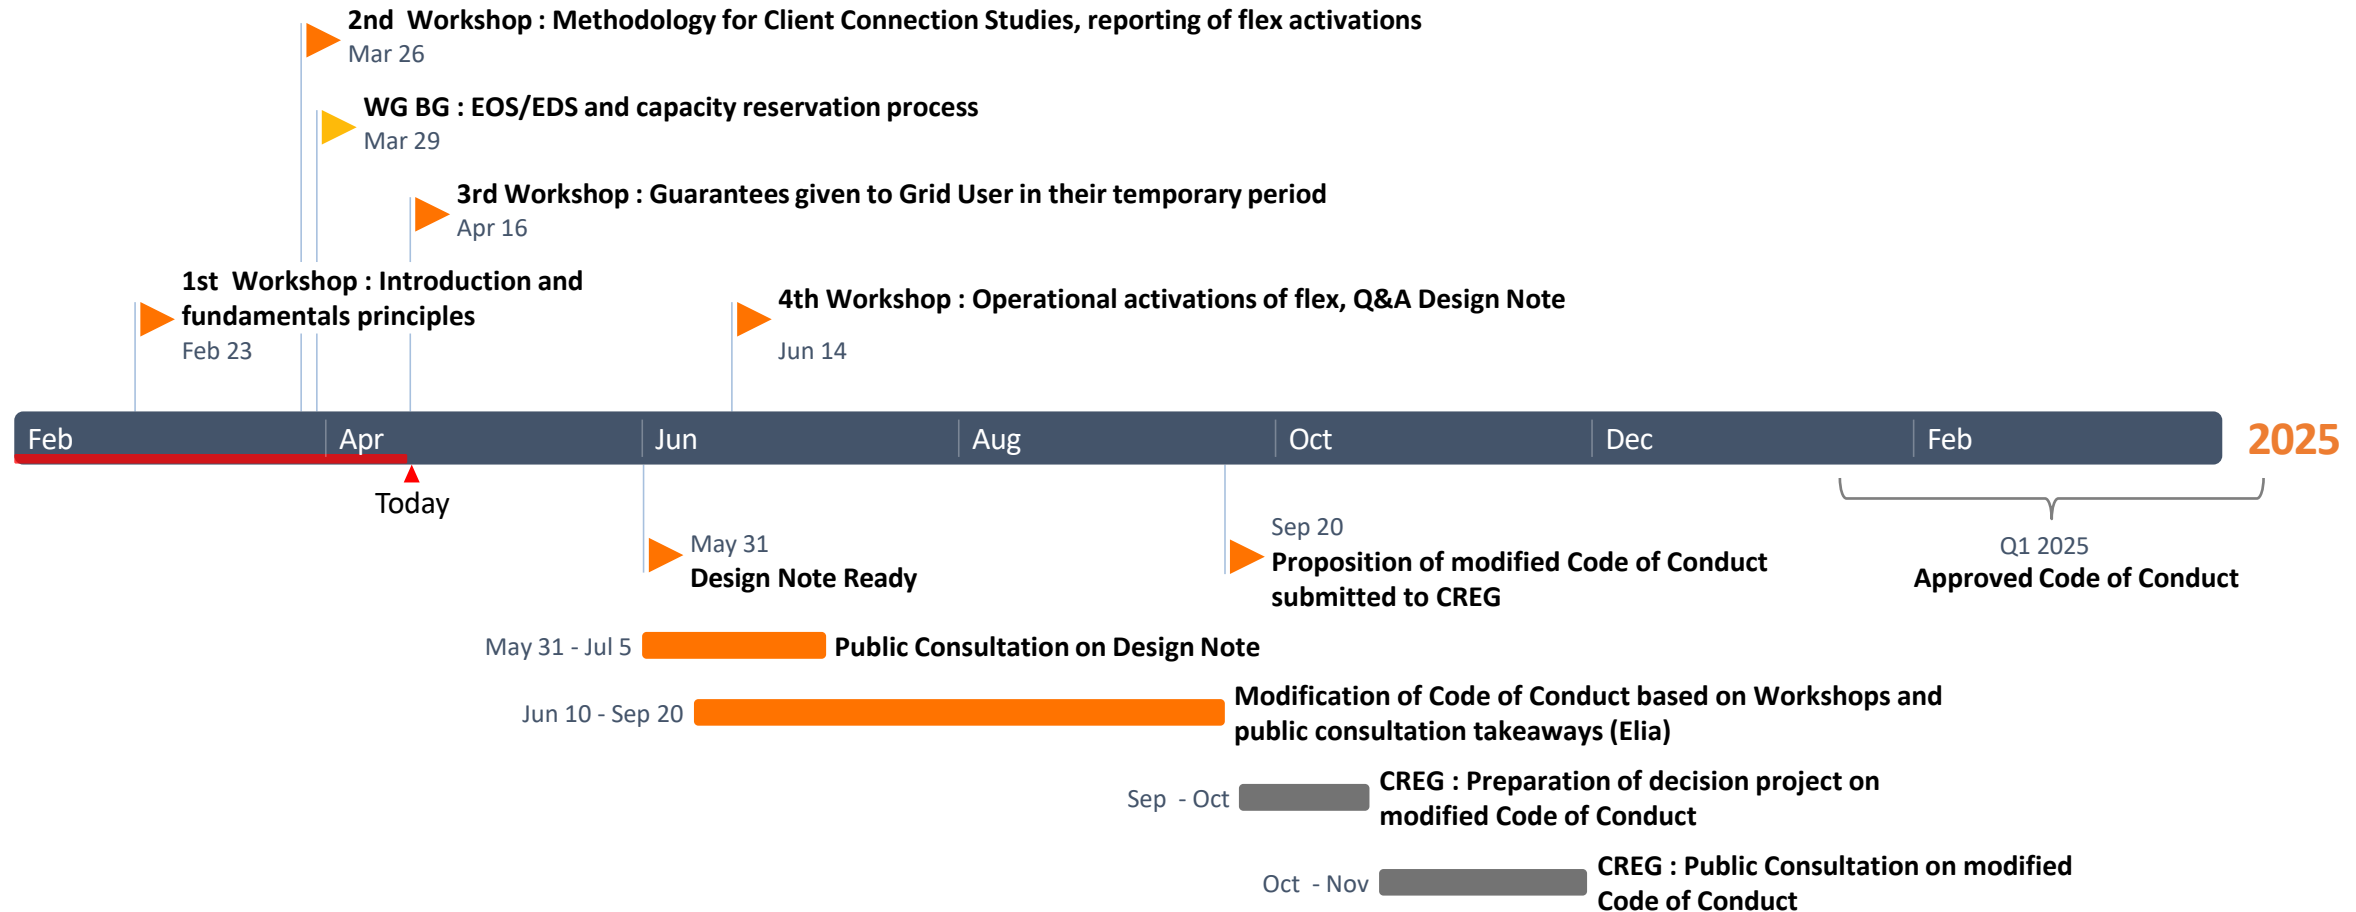 2nd  Workshop : Methodology for Client Connection Studies, reporting of flex activations
Mar 26
WG BG : EOS/EDS and capacity reservation process
Mar 29
3rd Workshop : Guarantees given to Grid User in their temporary period
Apr 16
1st  Workshop : Introduction and
fundamentals principles
Feb 23
4th Workshop : Operational activations of flex, Q&A Design Note
Jun 14
Feb
Apr
Jun
Aug
Oct
Dec
Feb
2025
Today
May 31
Design Note Ready
Sep 20
Proposition of modified Code of Conduct
submitted to CREG
Q1 2025
Approved Code of Conduct
May 31 - Jul 5
Public Consultation on Design Note
Jun 10 - Sep 20
Modification of Code of Conduct based on Workshops and
public consultation takeaways (Elia)
Sep  - Oct
CREG : Preparation of decision project on
modified Code of Conduct
Oct  - Nov
CREG : Public Consultation on modified
Code of Conduct